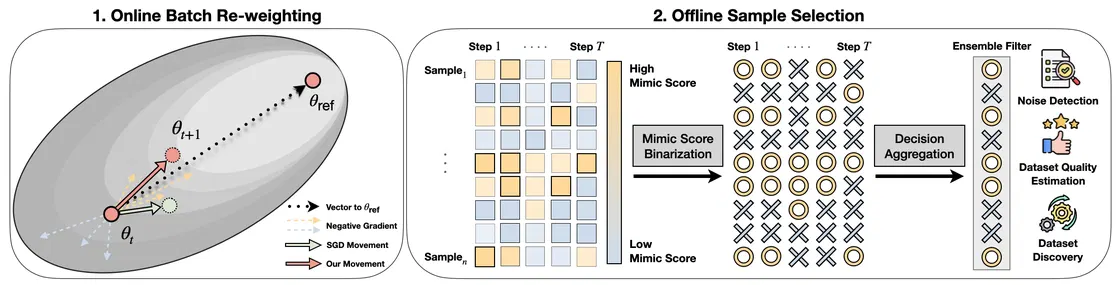 1. Online Batch Re-weighting
θref
θt+1
θt
Vector to θref
Negative Gradient
SGD Movement
Our Movement
2. Offline Sample Selection
Step 1 .... Step T
Sample1
Samplen
High
Mimic Score
Low
Mimic Score
Mimic Score
Binarization
Step 1 .... Step T
Decision
Aggregation
Ensemble Filter
Noise Detection
Dataset Quality
Estimation
Dataset
Discovery